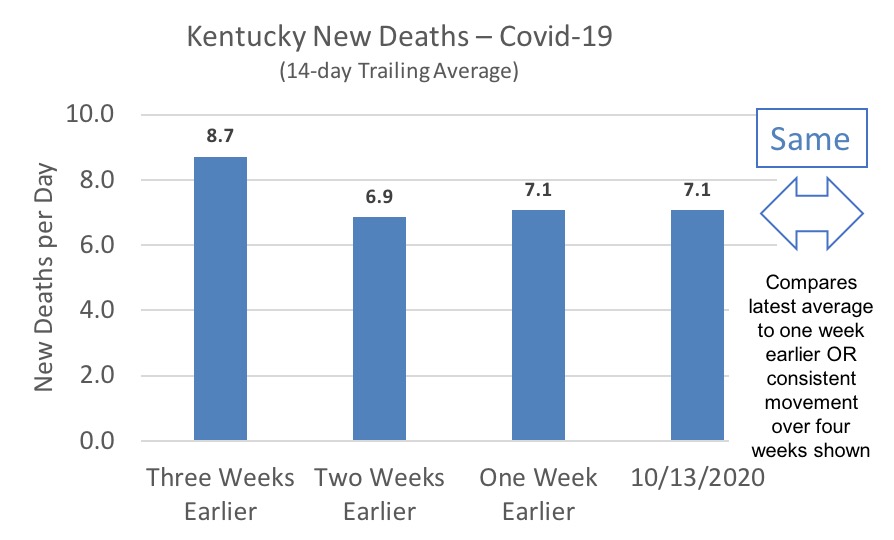 Kentucky New Deaths – Covid-19
(14-day Trailing Average)
New Deaths per Day
10.0
8.0
6.0
4.0
2.0
0.0
8.7
6.9
7.1
7.1
Three Weeks
Earlier
Two Weeks
Earlier
One Week
Earlier
10/13/2020
Same
Compares
latest average
to one week
earlier OR
consistent
movement
over four
weeks shown